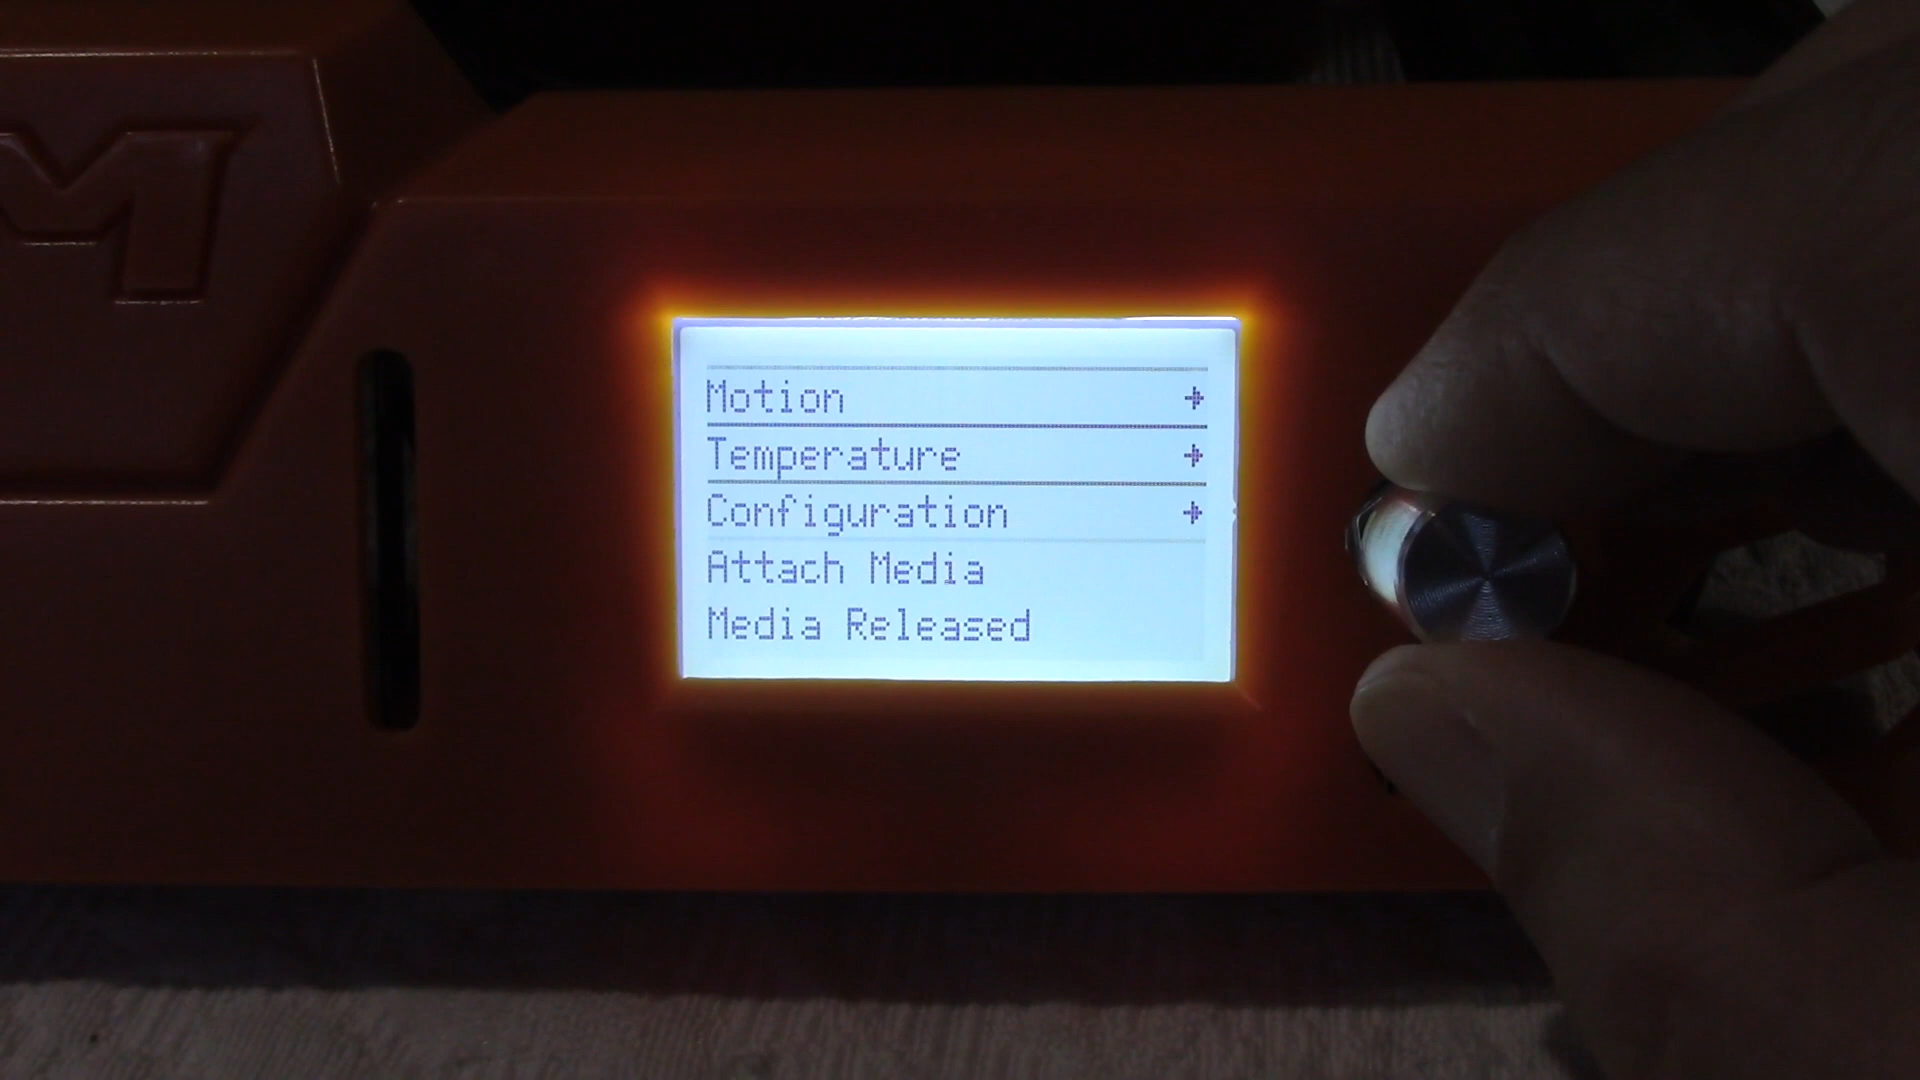 M
Motion
Temperature
Configuration
Attach Media
Media Released